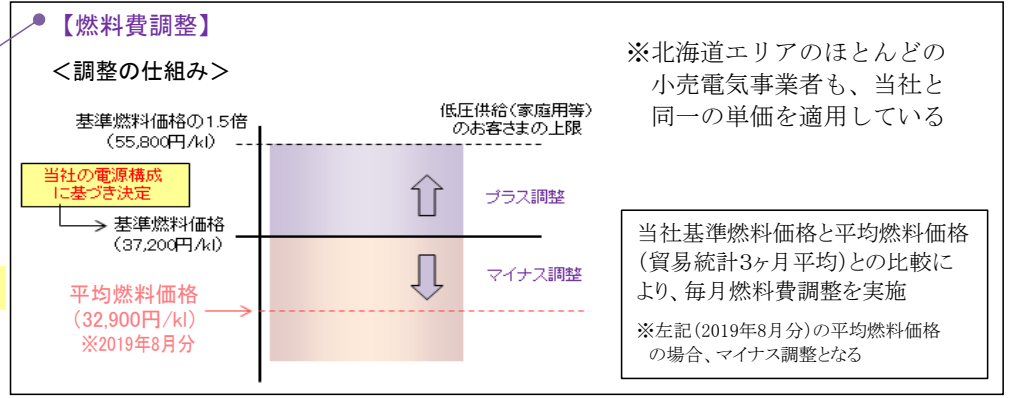 【燃料費調整】
＜調整の仕組み＞
基準燃料価格の1.5倍
（55,800円/kl）
低圧供給（家庭用等）
のお客さまの上限
当社の電源構成
に基づき決定
基準燃料価格
（37,200円/kl）
プラス調整
マイナス調整
平均燃料価格
（32,900円/kl）
※2019年8月分
※北海道エリアのほとんどの
小売電気事業者も、当社と
同一の単価を適用している
当社基準燃料価格と平均燃料価格
（貿易統計3ヶ月平均）との比較に
より、毎月燃料費調整を実施
※左記（2019年8月分）の平均燃料価格
の場合、マイナス調整となる